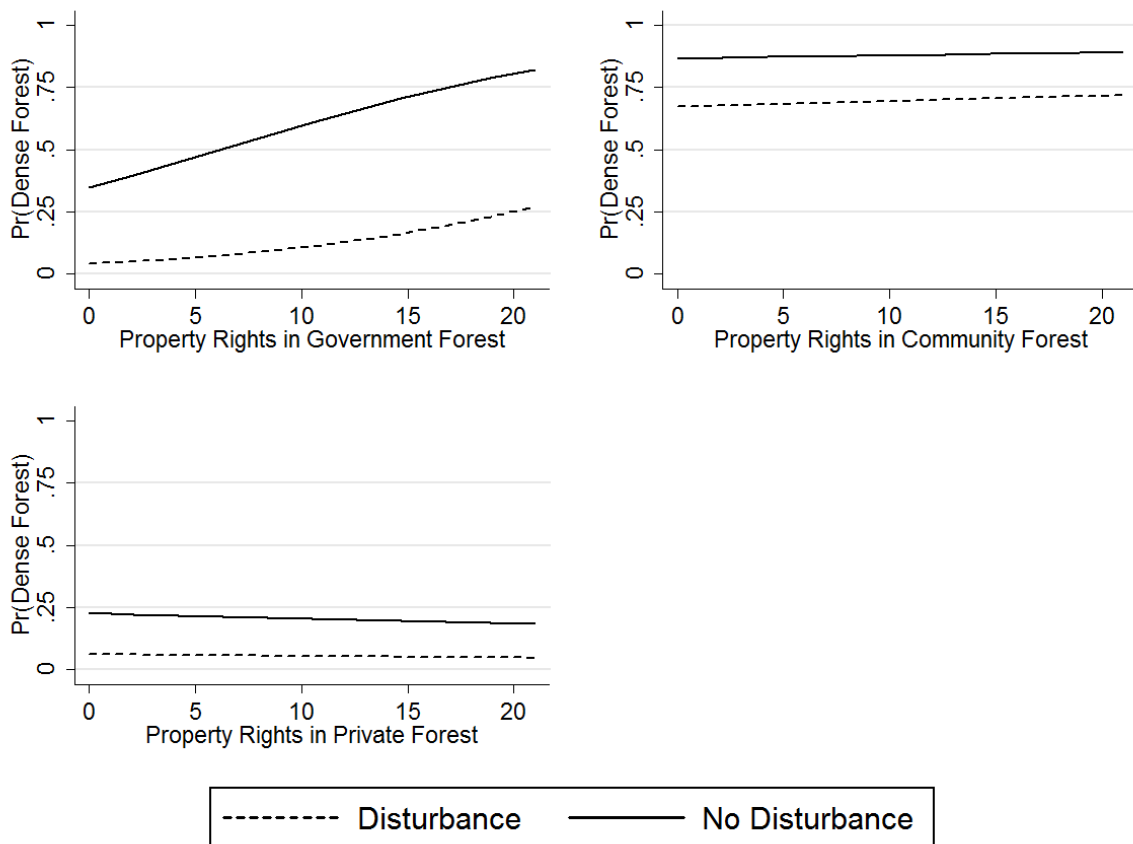 Pr(Dense Forest)
1
.75
.5
.25
0
0 5 10 15 20
Property Rights in Government Forest
Pr(Dense Forest)
1
.75
.5
.25
0
0 5 10 15 20
Property Rights in Community Forest
Pr(Dense Forest)
1
.75
.5
.25
0
0 5 10 15 20
Property Rights in Private Forest
Disturbance No Disturbance